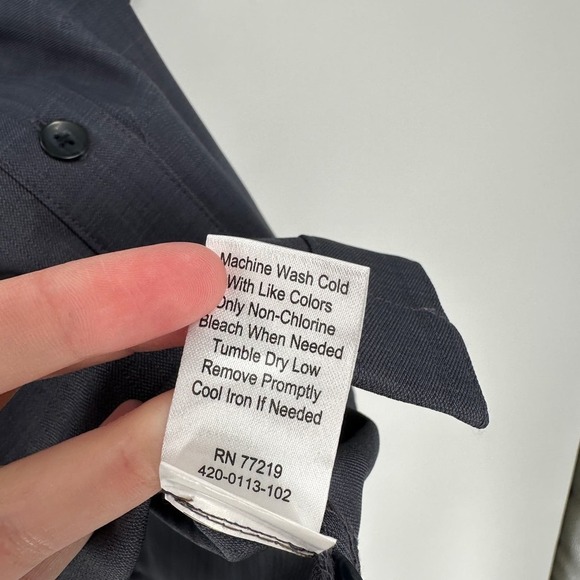 Machine Wash Cold
With Like Colors
Only Non-Chlorine
Bleach When Needed
Tumble Dry Low
Remove Promptly
Cool Iron If Needed
RN 77219
420-0113-102